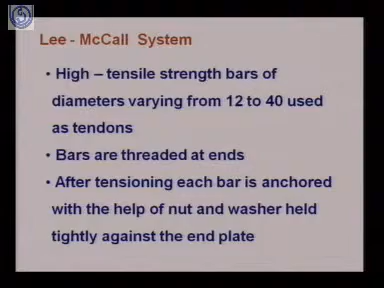 Lee - McCall System
• High – tensile strength bars of
diameters varying from 12 to 40 used
as tendons
• Bars are threaded at ends
• After tensioning each bar is anchored
with the help of nut and washer held
tightly against the end plate